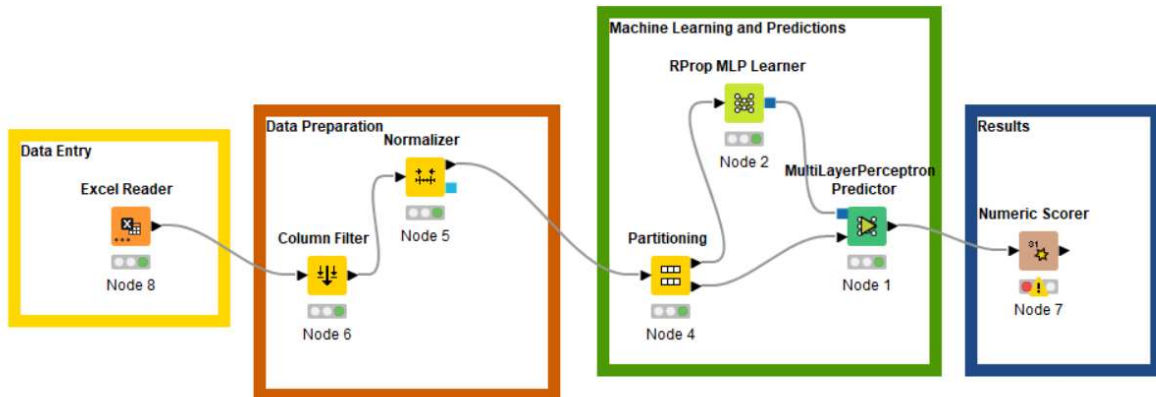 Data Entry
Excel Reader
Node 8
Data Preparation
Column Filter
Node 6
Normalizer
Node 5
Machine Learning and Predictions
Partitioning
Node 4
RProp MLP Learner
Node 2
MultiLayerPerceptron
Predictor
Node 1
Results
Numeric Scorer
Node 7